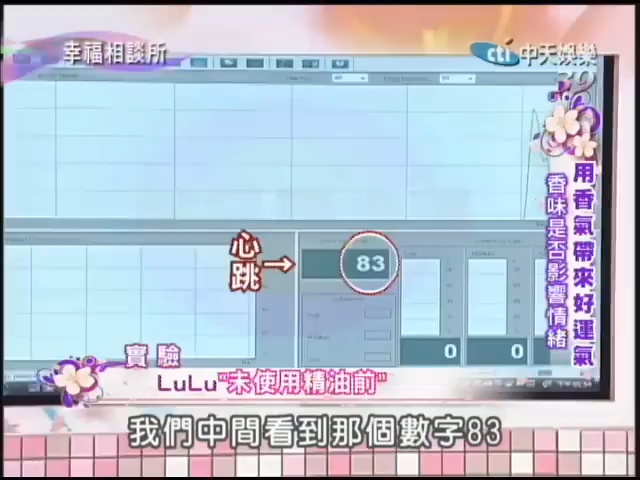 幸福相談所
cti 中天娛樂
39
用香氣帶來好運氣
香味是否影響情緒
心跳→
83
0
0
實驗
LuLu"未使用精油前"
我們中間看到那個數字83